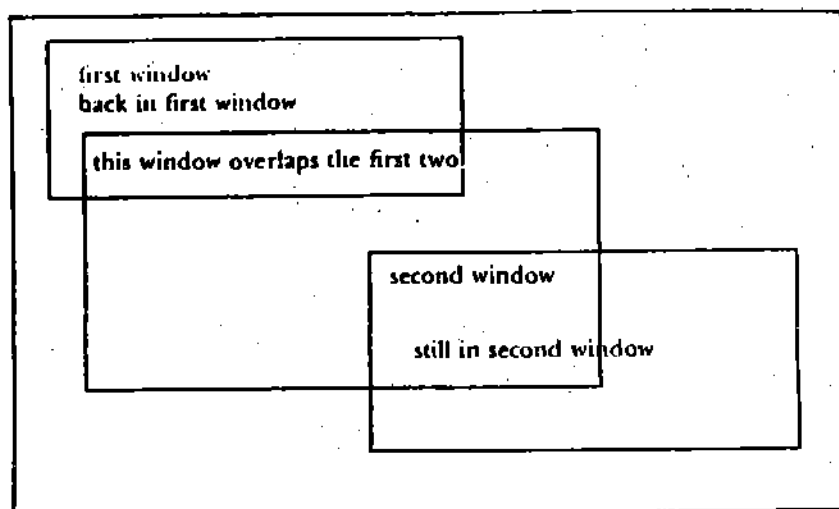 first window
back in first window
this window overlaps the first two
second window
still in second window